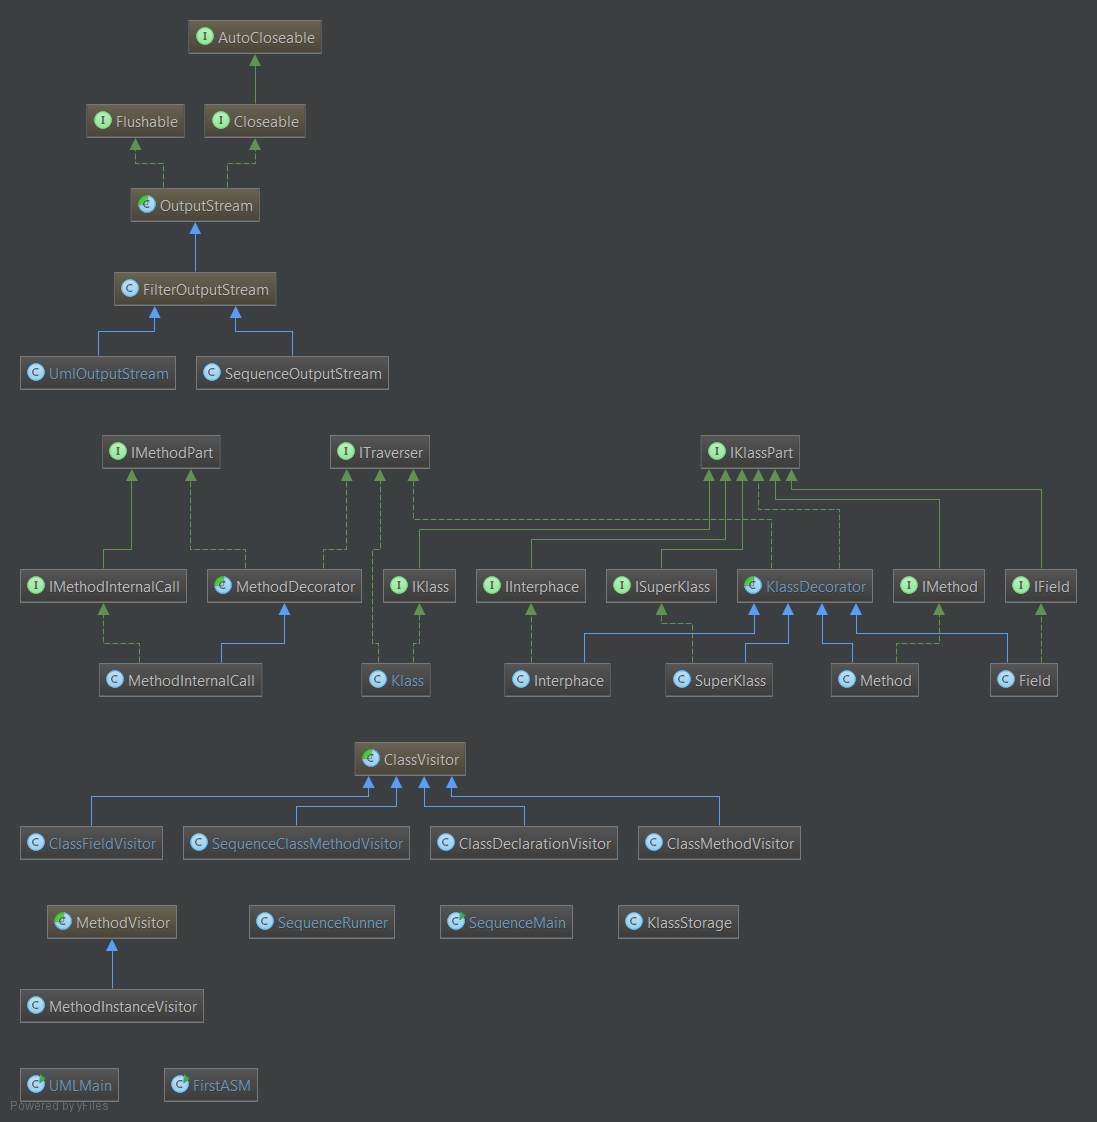 AutoCloseable
Flushable
Closeable
OutputStream
FilterOutputStream
UmlOutputStream
SequenceOutputStream
IMethodPart
ITraverser
IKlassPart
IMethodInternalCall
MethodDecorator
IKlass
IInterphace
ISuperKlass
KlassDecorator
IMethod
IField
MethodInternalCall
Klass
Interphace
SuperKlass
Method
Field
ClassVisitor
ClassFieldVisitor
SequenceClassMethodVisitor
ClassDeclarationVisitor
ClassMethodVisitor
MethodVisitor
SequenceRunner
SequenceMain
KlassStorage
MethodInstanceVisitor
UMLMain
FirstASM
Powered by yFiles